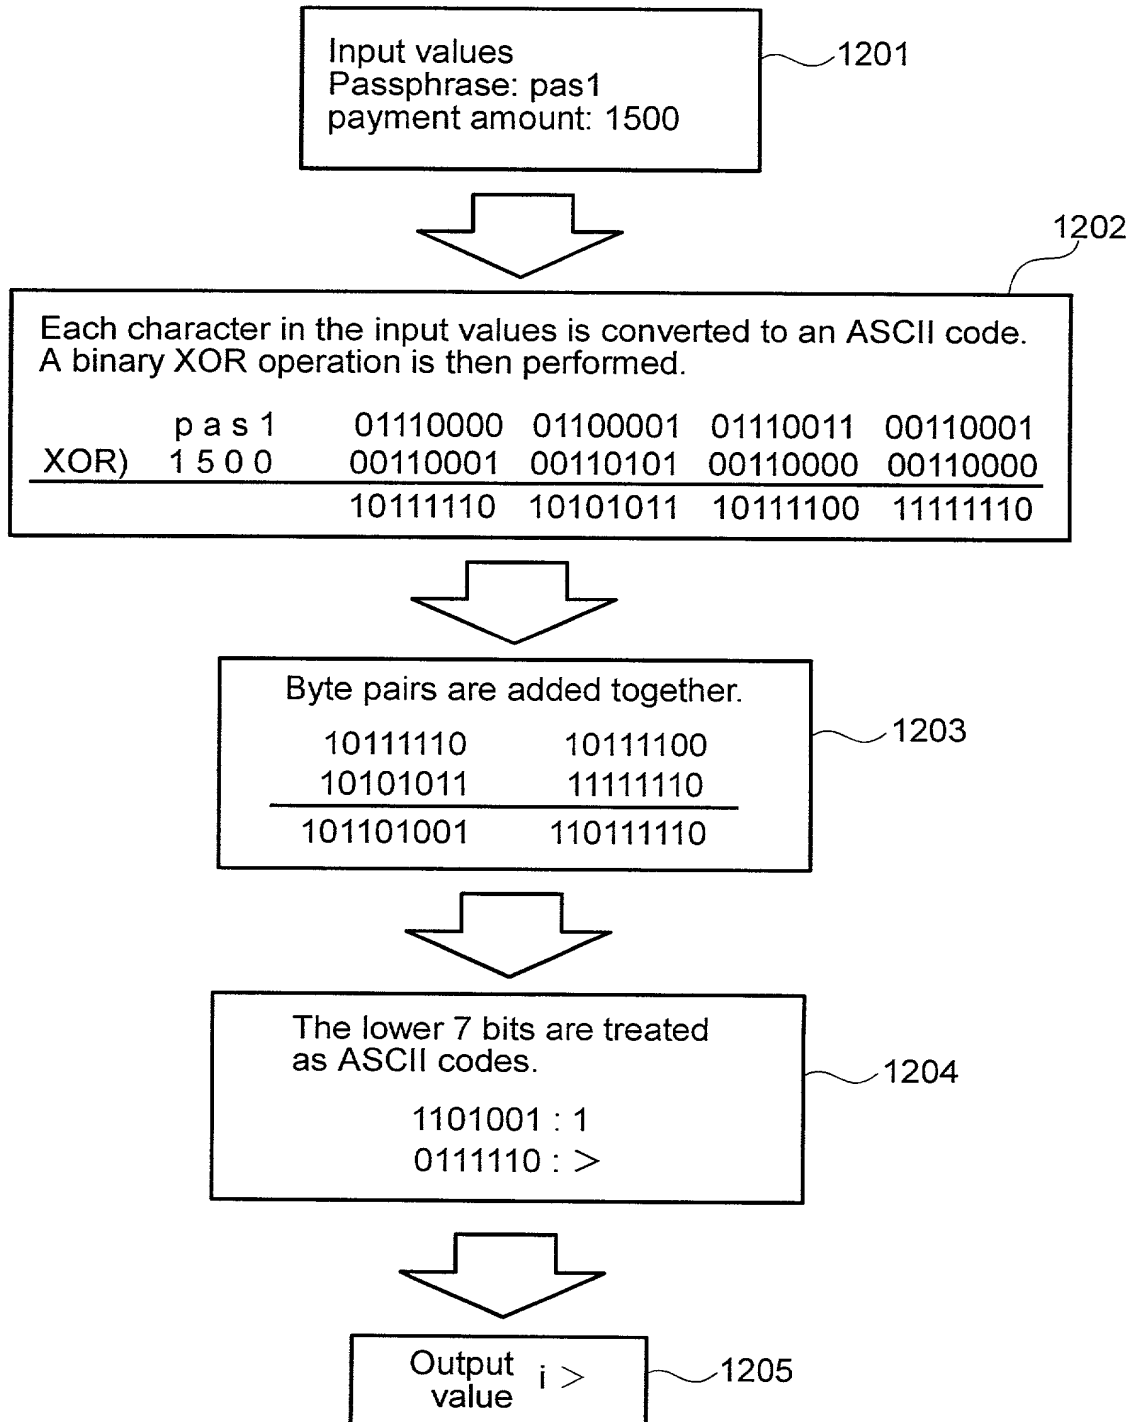 Input values
Passphrase: pas1
payment amount: 1500
1201
1202
Each character in the input values is converted to an ASCII code.
A binary XOR operation is then performed.
p a s 1 01110000 01100001 01110011 00110001
XOR) 1 5 0 0 00110001 00110101 00110000 00110000
10111110 10101011 10111100 11111110
Byte pairs are added together.
1203
10111110 10111100
10101011 11111110
101101001 110111110
The lower 7 bits are treated
as ASCII codes.
1204
1101001 : 1
0111110 : >
Output
value
i >
1205